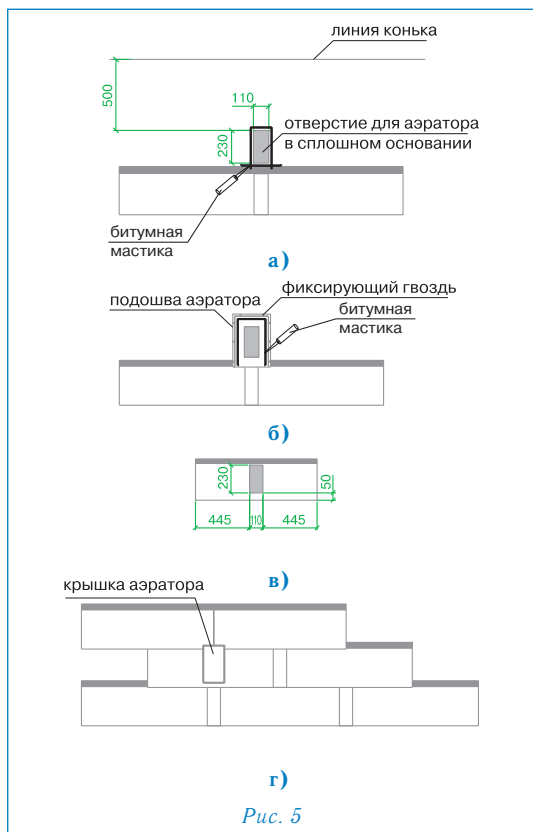 линия конька
500
110
отверстие для аэратора
в сплошном основании
230
битумная
мастика
а)
подошва аэратора
фиксирующий гвоздь
битумная
мастика
б)
230
50
445
110
445
в)
крышка аэратора
г)
Рис. 5